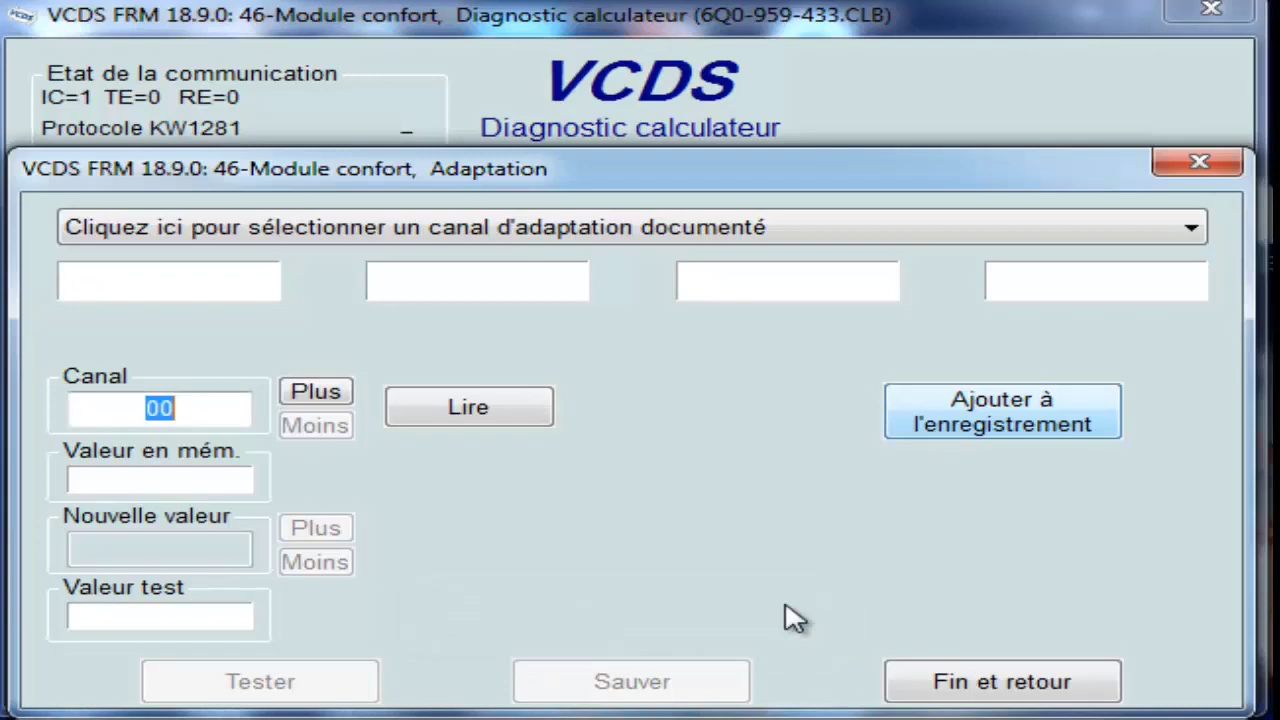 VCDS FRM 18.9.0: 46-Module confort, Diagnostic calculateur (6Q0-959-433.CLB)
Etat de la communication
IC=1 TE=0 RE=0
Protocole KW1281
–
VCDS
Diagnostic calculateur
VCDS FRM 18.9.0: 46-Module confort, Adaptation
Cliquez ici pour sélectionner un canal d'adaptation documenté
Canal
00
Plus
Moins
Lire
Ajouter à
l'enregistrement
Valeur en mém.
Nouvelle valeur
Plus
Moins
Valeur test
Tester
Sauver
Fin et retour